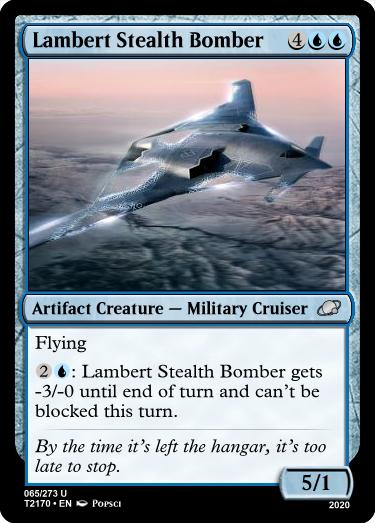 Lambert Stealth Bomber 4
Artifact Creature — Military Cruiser
Flying
2 : Lambert Stealth Bomber gets
-3/-0 until end of turn and can't be
blocked this turn.
By the time it's left the hangar, it's too
late to stop.
5/1
065/273 U
T2170 • EN Popsci
2020